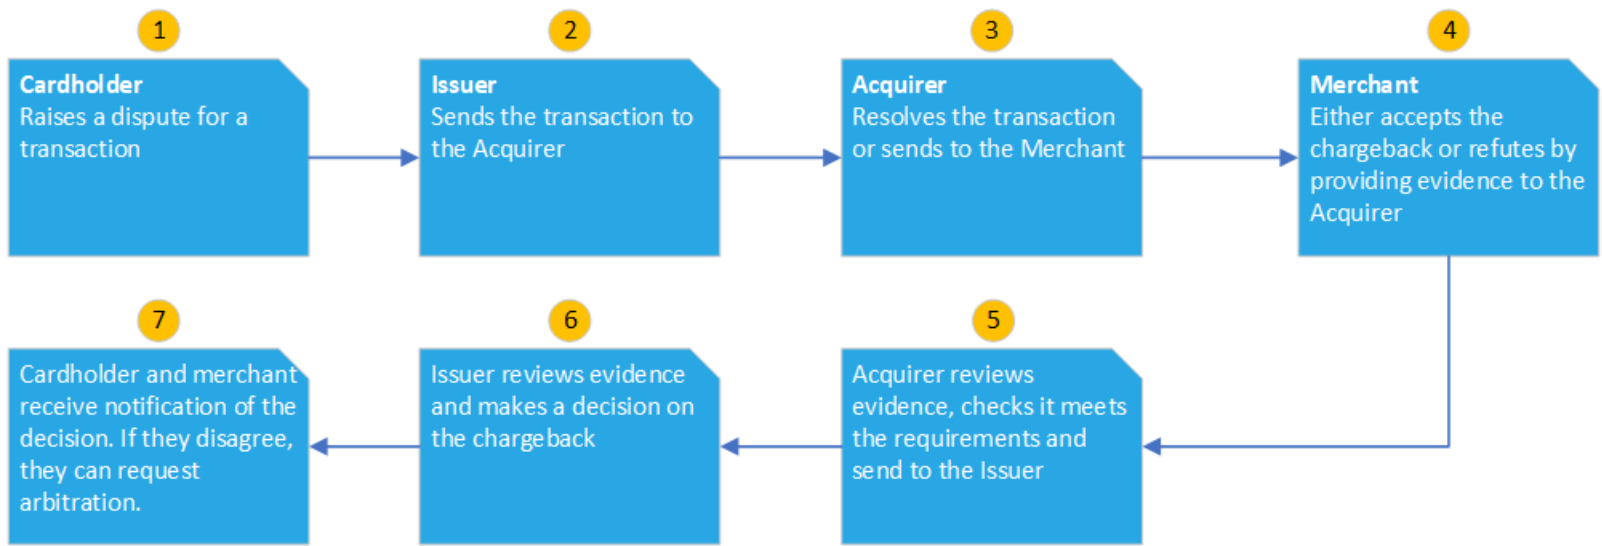 1
Cardholder
Raises a dispute for a
transaction
2
Issuer
Sends the transaction to
the Acquirer
3
Acquirer
Resolves the transaction
or sends to the Merchant
4
Merchant
Either accepts the
chargeback or refutes by
providing evidence to the
Acquirer
5
Acquirer reviews
evidence, checks it meets
the requirements and
send to the Issuer
6
Issuer reviews evidence
and makes a decision on
the chargeback
7
Cardholder and merchant
receive notification of the
decision. If they disagree,
they can request
arbitration.